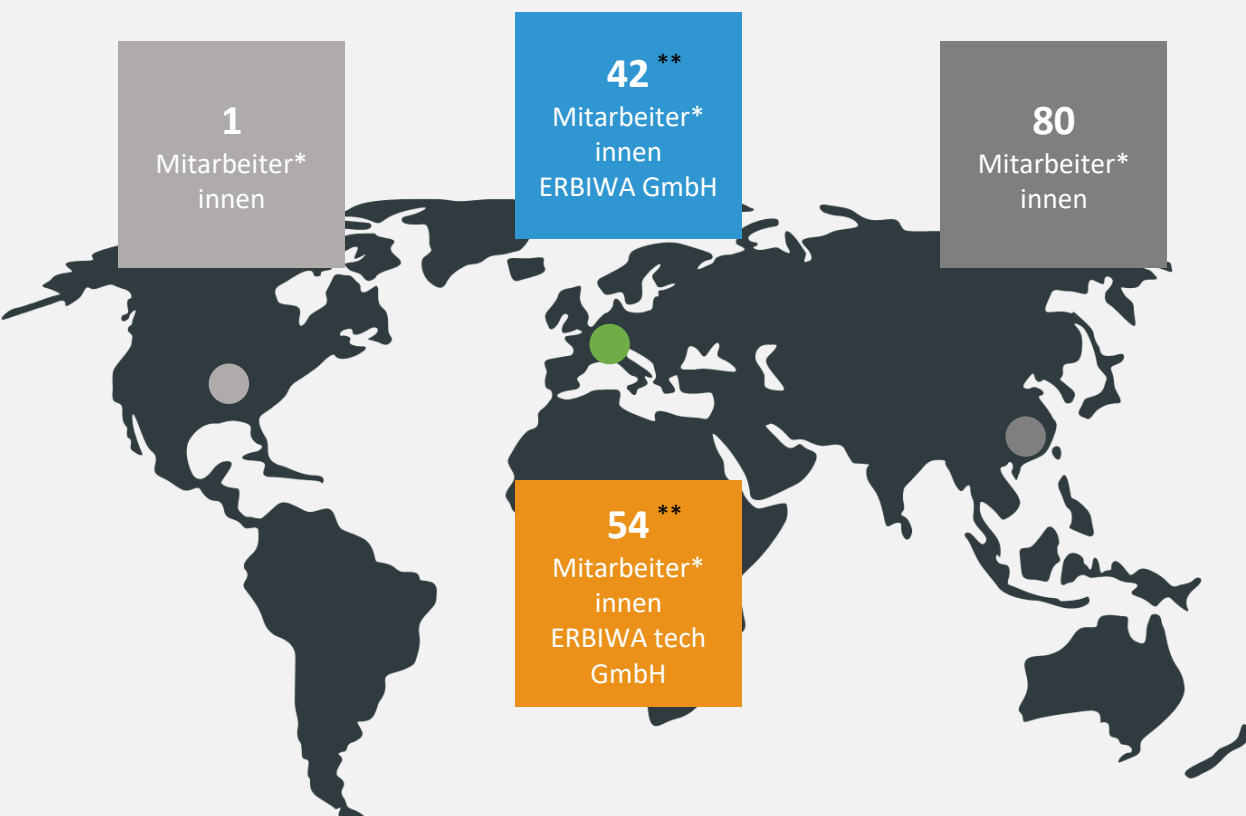 1
Mitarbeiter*
innen
42 **
Mitarbeiter*
innen
ERBIWA GmbH
80
Mitarbeiter*
innen
54 **
Mitarbeiter*
innen
ERBIWA tech
GmbH